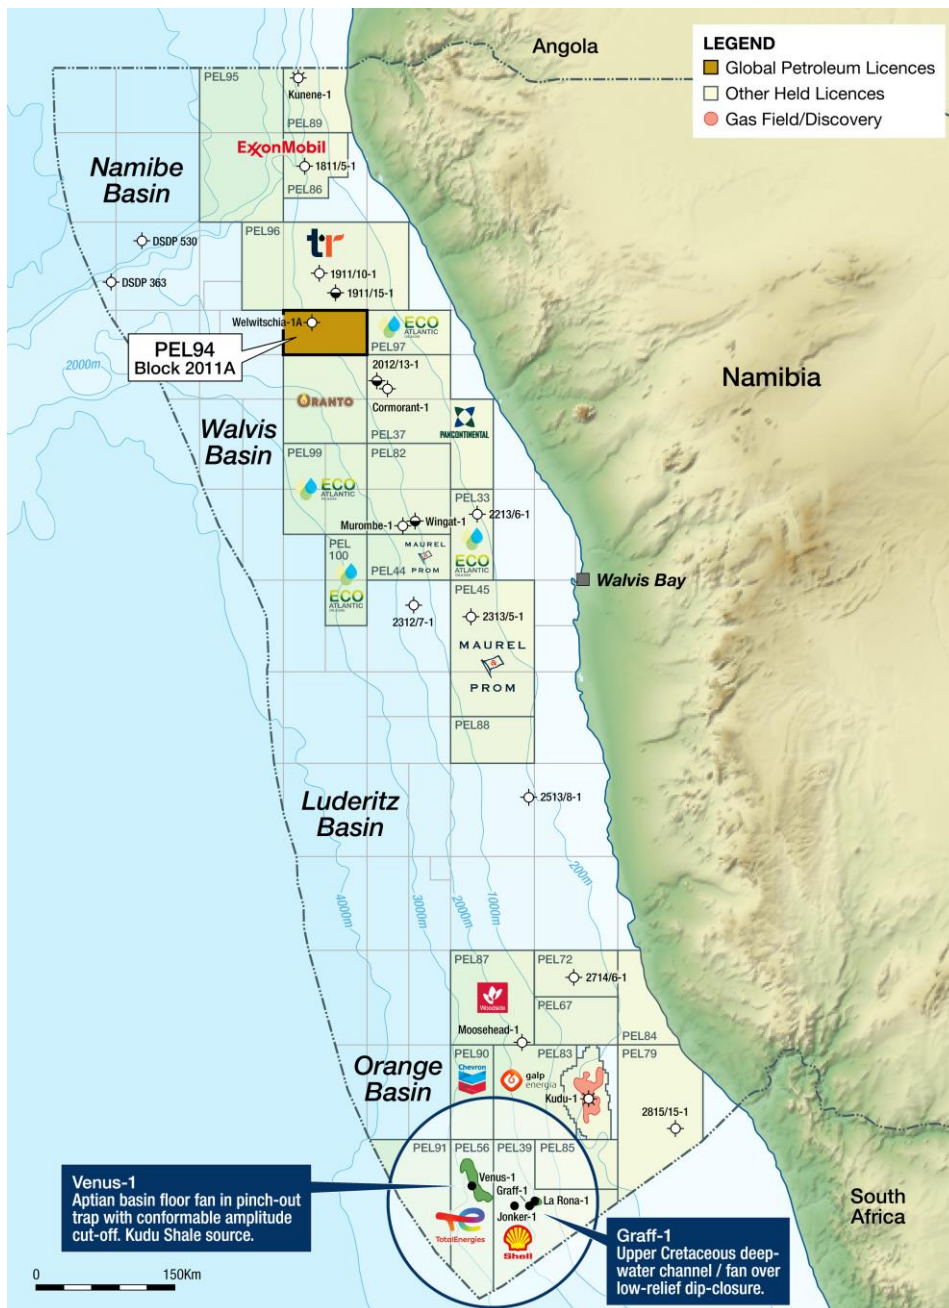 Angola
LEGEND
Global Petroleum Licences
Other Held Licences
Gas Field/Discovery
PEL95
Kunene-1
PEL89
ExxonMobil
1811/5-1
PEL86
Namibe
Basin
PEL96
tr
DSDP 530
1911/10-1
DSDP 363
1911/15-1
Welwitschia-1A
ECO
ATLANTIC
PEL97
PEL94
Block 2011A
2000m
2012/13-1
ORANTO
Cormorant-1
Namibia
PANCONTINENTAL
Walvis
Basin
PEL37
PEL99
PEL82
ECO
ATLANTIC
PEL33
2213/6-1
Murombe-1
Wingat-1
PEL
100
MAUREL
&
PROM
ECO
ATLANTIC
PEL44
ECO
ATLANTIC
Walvis Bay
PEL45
2312/7-1
2313/5-1
MAUREL
&
PROM
PEL88
Luderitz
Basin
2513/8-1
200m
4000m
3000m
2000m
1000m
PEL87
PEL72
2714/6-1
Woodside
PEL67
Moosehead-1
PEL84
Orange
Basin
PEL90
PEL83
PEL79
Chevron
galp
energia
Kudu-1
2815/15-1
PEL91
PEL56
PEL39
PEL85
Venus-1
Aptian basin floor fan in pinch-out
trap with conformable amplitude
cut-off. Kudu Shale source.
Venus-1
Graff-1
La Rona-1
Jonker-1
TotalEnergies
Shell
South
Africa
Graff-1
Upper Cretaceous deep-
water channel / fan over
low-relief dip-closure.
0
150Km